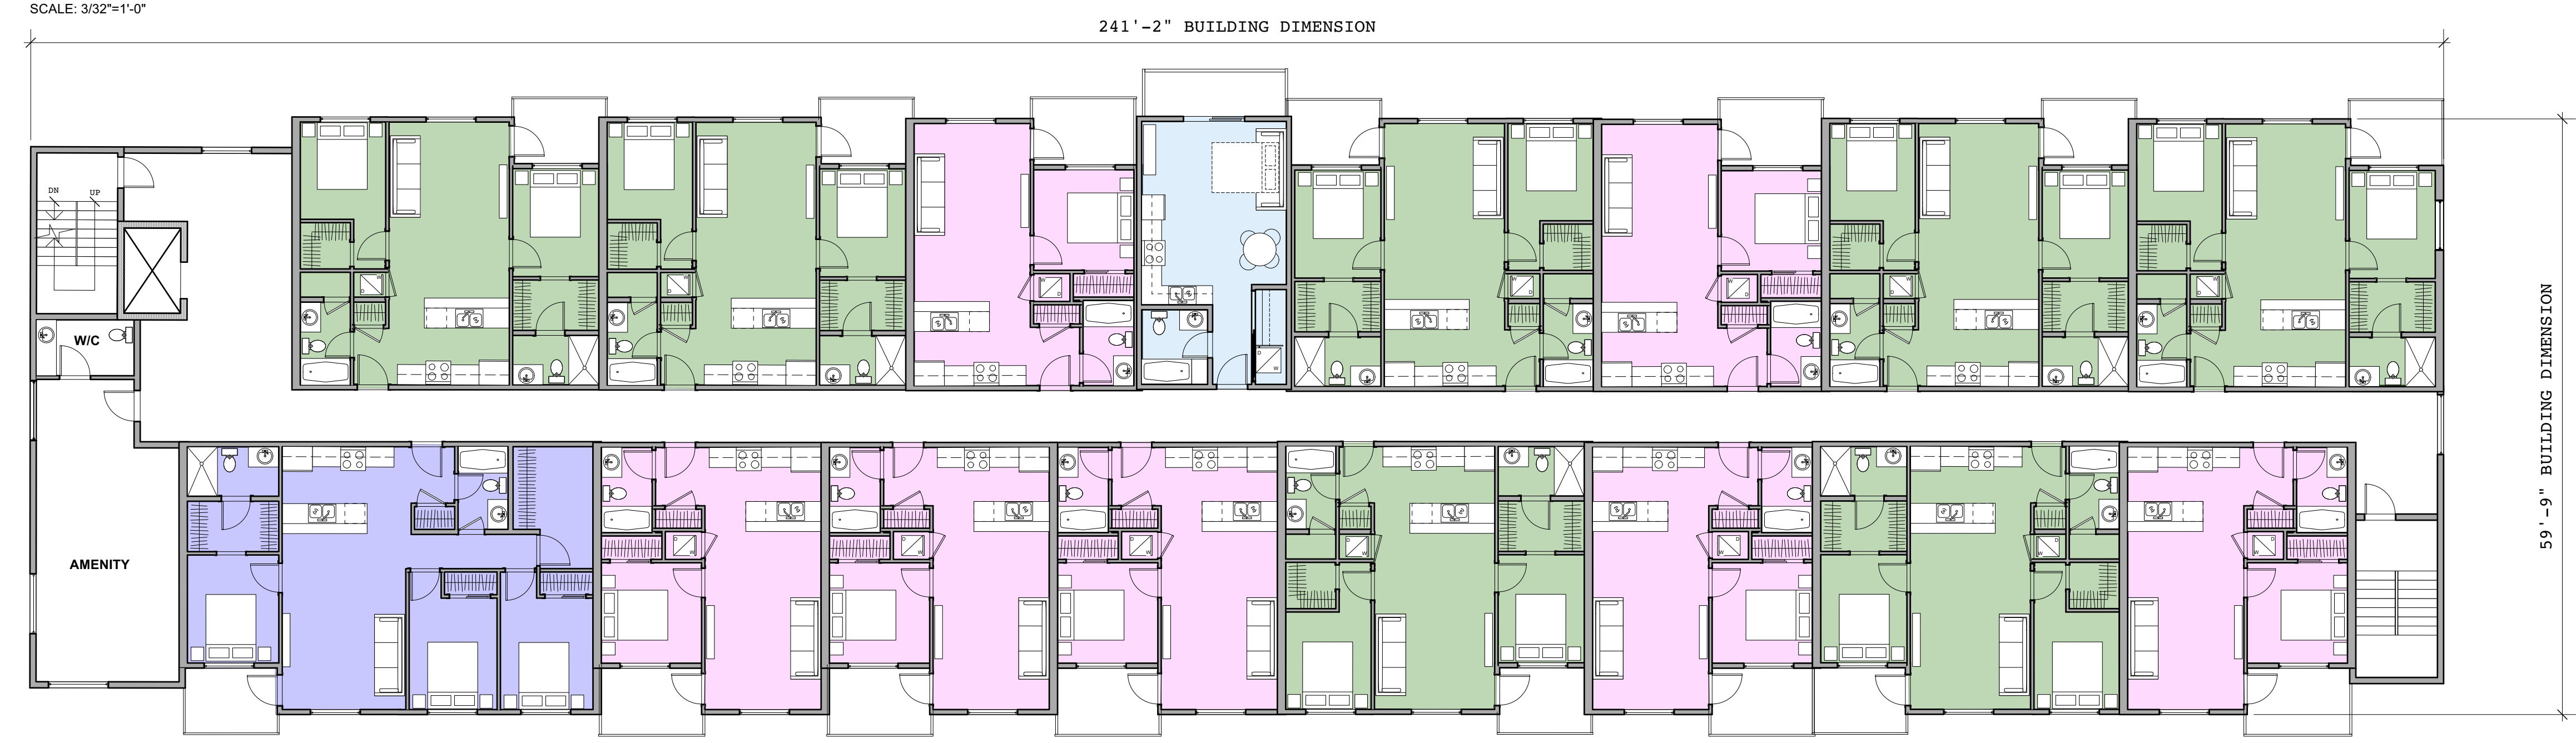 SCALE: 3/32"=1'-0"
241'-2" BUILDING DIMENSION
DN
UP
W/C
AMENITY
59'-9" BUILDING DIMENSION